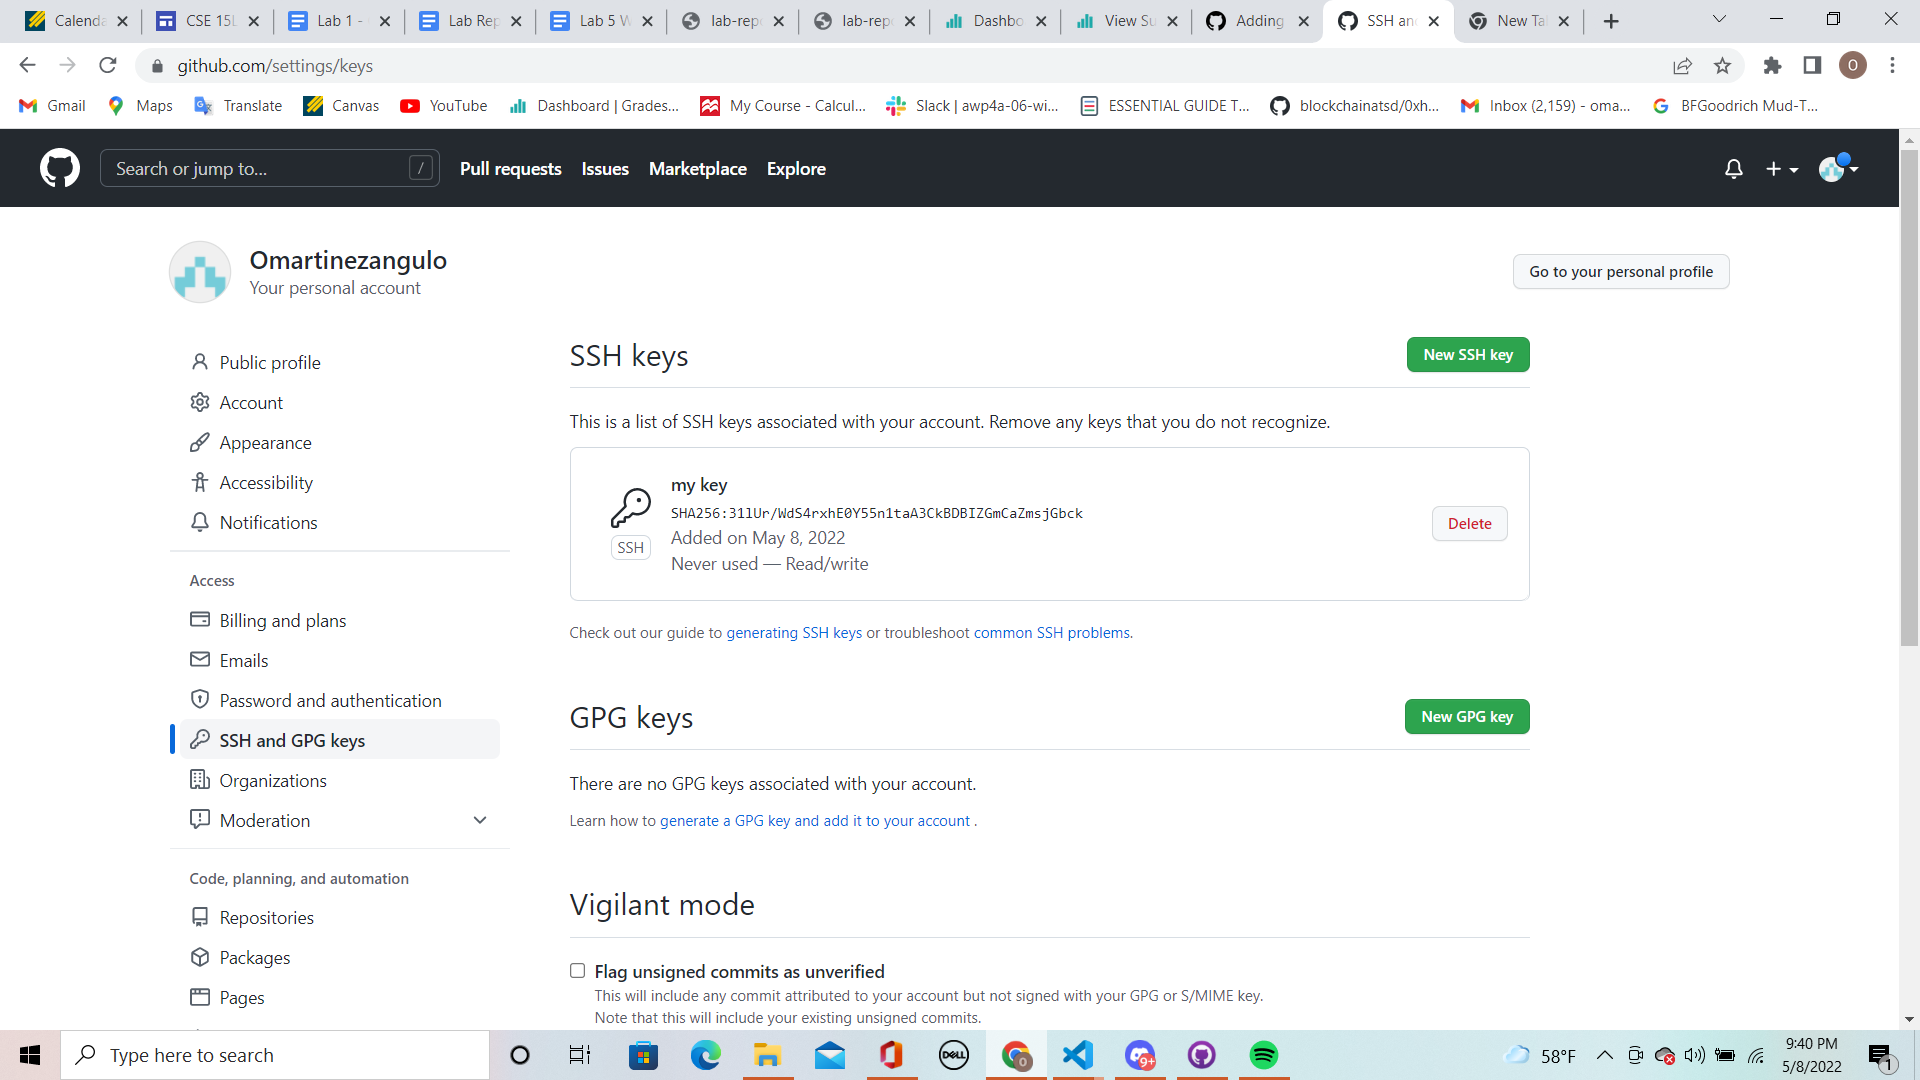 Calenda
CSE 15L
Lab 1 -
Lab Rep
Lab 5 W
lab-repo
lab-repo
Dashbo
View Su
Adding
SSH and
New Tab
github.com/settings/keys
O
Gmail
Maps
Translate
Canvas
YouTube
Dashboard | Grades...
My Course - Calcul...
Slack | awp4a-06-wi...
ESSENTIAL GUIDE T...
blockchainatsd/0xh...
Inbox (2,159) - oma...
BFGoodrich Mud-T...
Search or jump to...
/
Pull requests
Issues
Marketplace
Explore
Omartinezangulo
Your personal account
Go to your personal profile
Public profile
Account
Appearance
Accessibility
Notifications
Access
Billing and plans
Emails
Password and authentication
SSH and GPG keys
Organizations
Moderation
Code, planning, and automation
Repositories
Packages
Pages
SSH keys
New SSH key
This is a list of SSH keys associated with your account. Remove any keys that you do not recognize.
my key
SHA256:31lUr/WdS4rxhE0Y55n1taA3CkBDBIZGmCaZmsjGbck
SSH
Added on May 8, 2022
Never used — Read/write
Delete
Check out our guide to generating SSH keys or troubleshoot common SSH problems.
GPG keys
New GPG key
There are no GPG keys associated with your account.
Learn how to generate a GPG key and add it to your account .
Vigilant mode
Flag unsigned commits as unverified
This will include any commit attributed to your account but not signed with your GPG or S/MIME key.
Note that this will include your existing unsigned commits.
Type here to search
DELL
O
9+
58°F
9:40 PM
5/8/2022
1